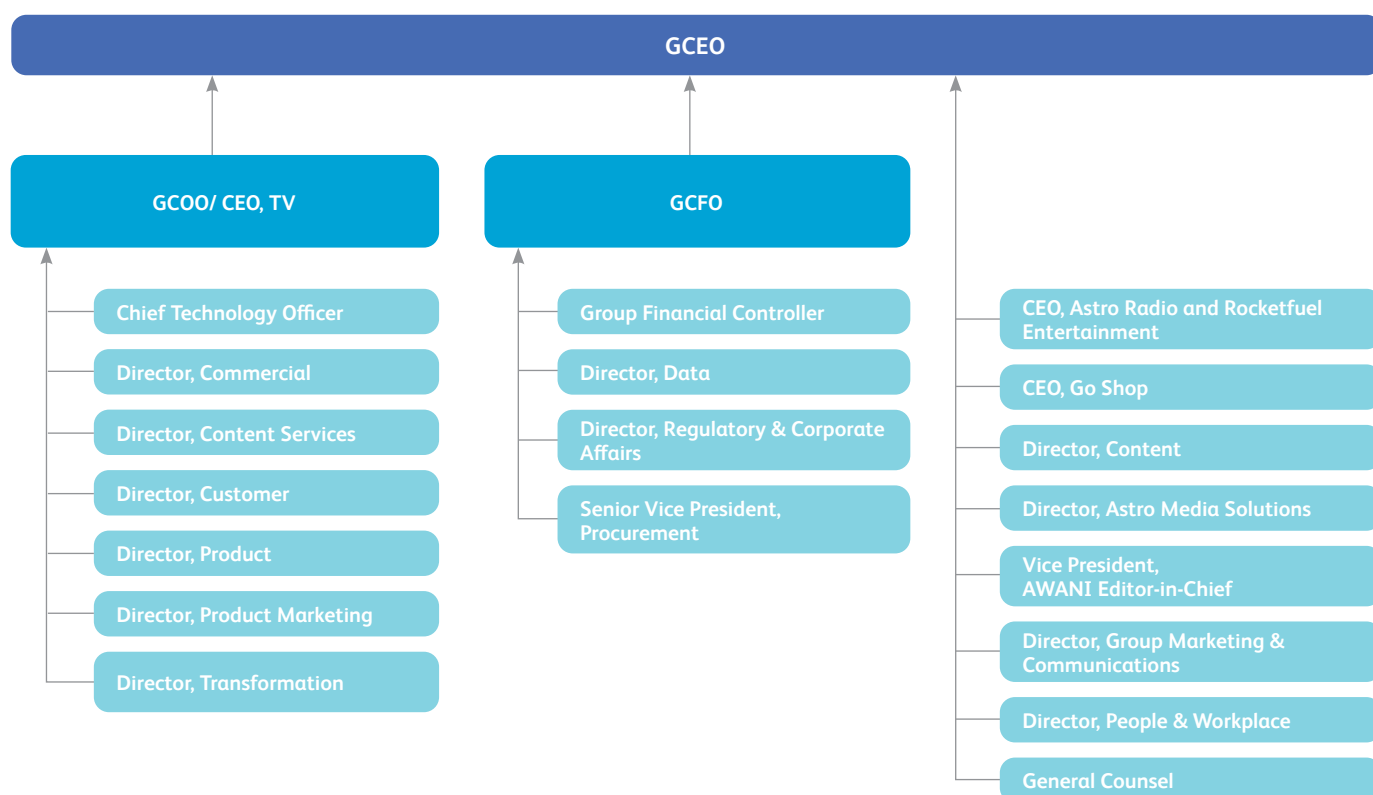 GCEO
GCOO/ CEO, TV
Chief Technology Officer
Director, Commercial
Director, Content Services
Director, Customer
Director, Product
Director, Product Marketing
Director, Transformation
GCFO
Group Financial Controller
Director, Data
Director, Regulatory & Corporate
Affairs
Senior Vice President,
Procurement
CEO, Astro Radio and Rocketfuel
Entertainment
CEO, Go Shop
Director, Content
Director, Astro Media Solutions
Vice President,
AWANI Editor-in-Chief
Director, Group Marketing &
Communications
Director, People & Workplace
General Counsel